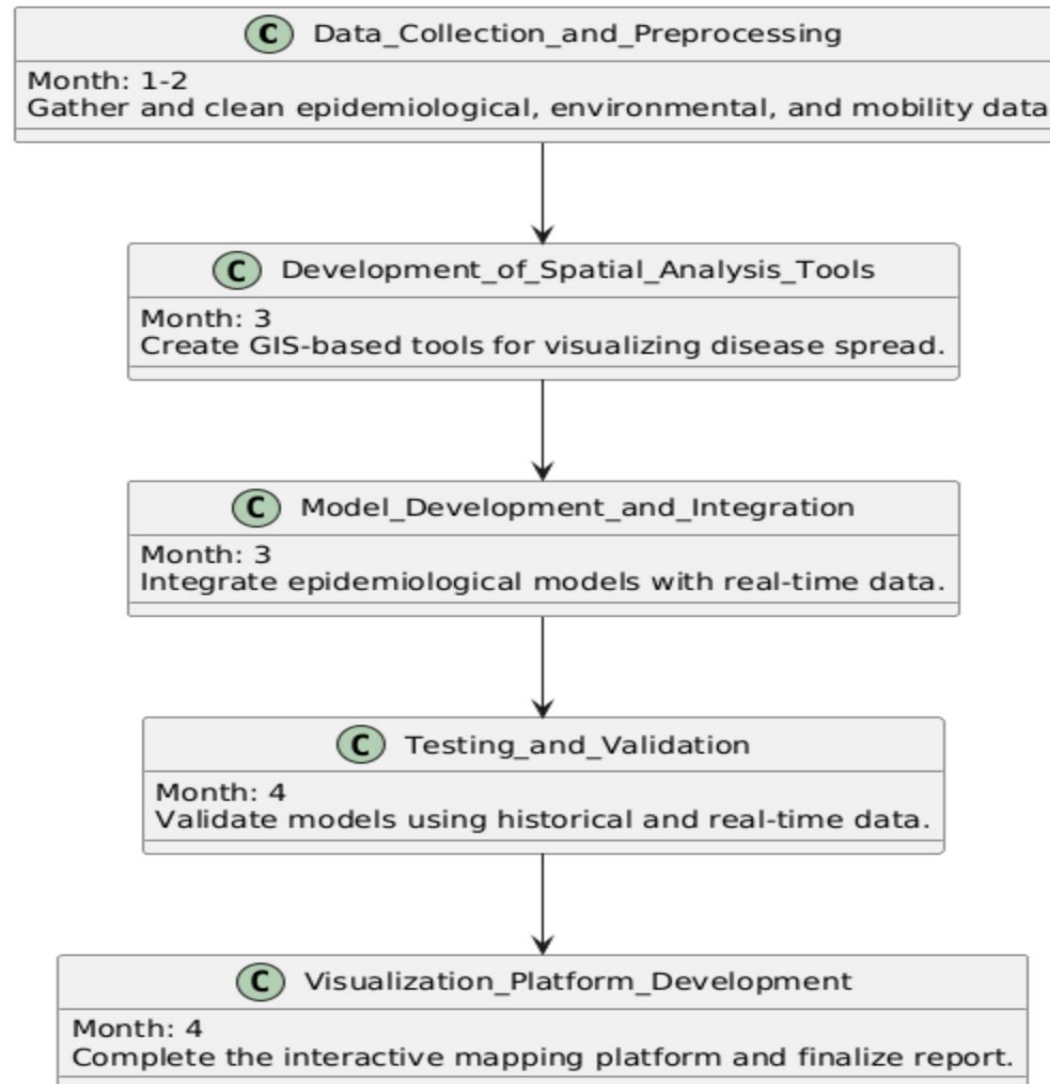 C Data_Collection_and_Preprocessing
Month: 1-2
Gather and clean epidemiological, environmental, and mobility data
C Development_of_Spatial_Analysis_Tools
Month: 3
Create GIS-based tools for visualizing disease spread.
C Model_Development_and_Integration
Month: 3
Integrate epidemiological models with real-time data.
C Testing_and_Validation
Month: 4
Validate models using historical and real-time data.
C Visualization_Platform_Development
Month: 4
Complete the interactive mapping platform and finalize report.